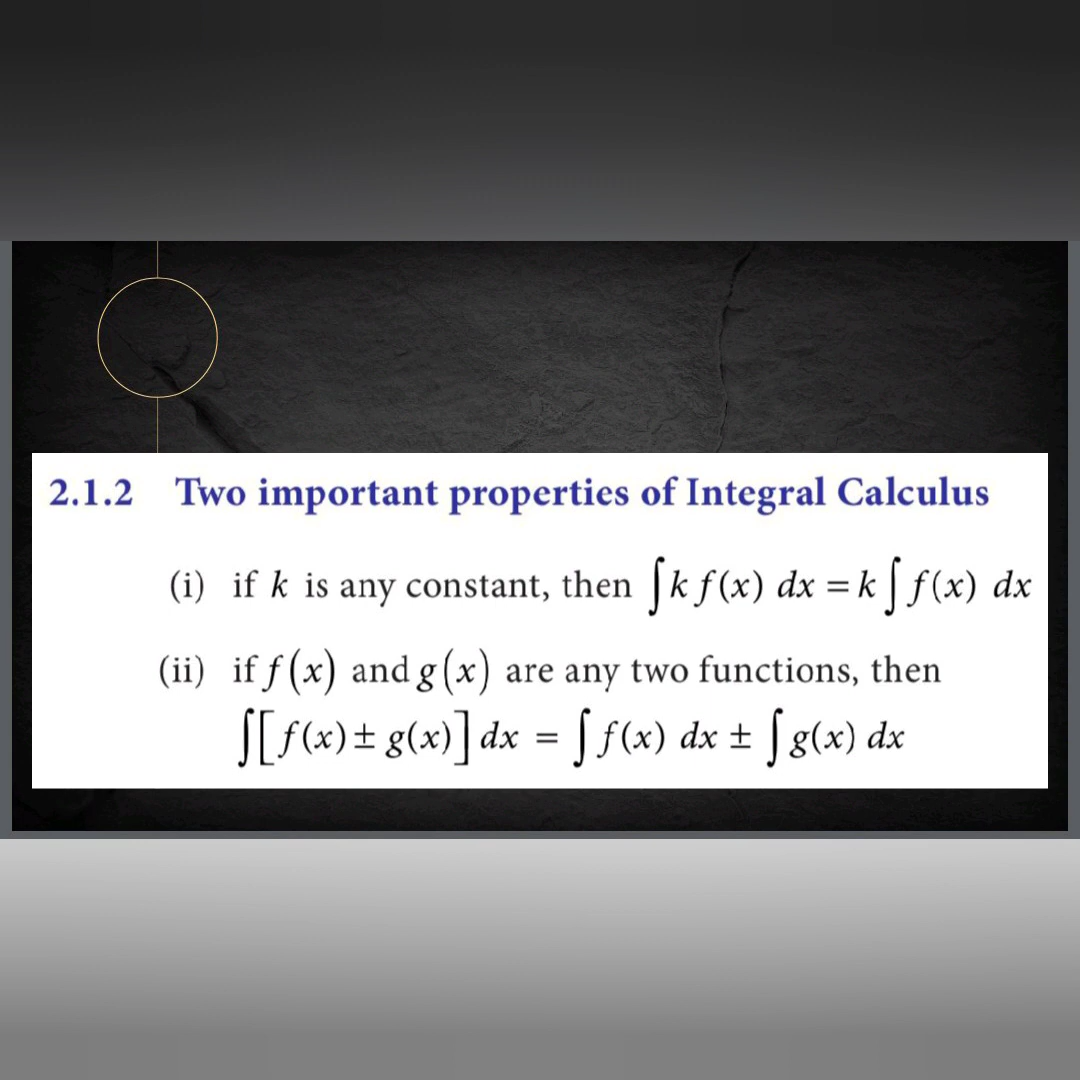 2.1.2 Two important properties of Integral Calculus
(i) if k is any constant, then ∫k f(x) dx = k∫f(x) dx
(ii) if f(x) and g(x) are any two functions, then
∫[f(x) ± g(x)] dx = ∫f(x) dx ± ∫g(x) dx